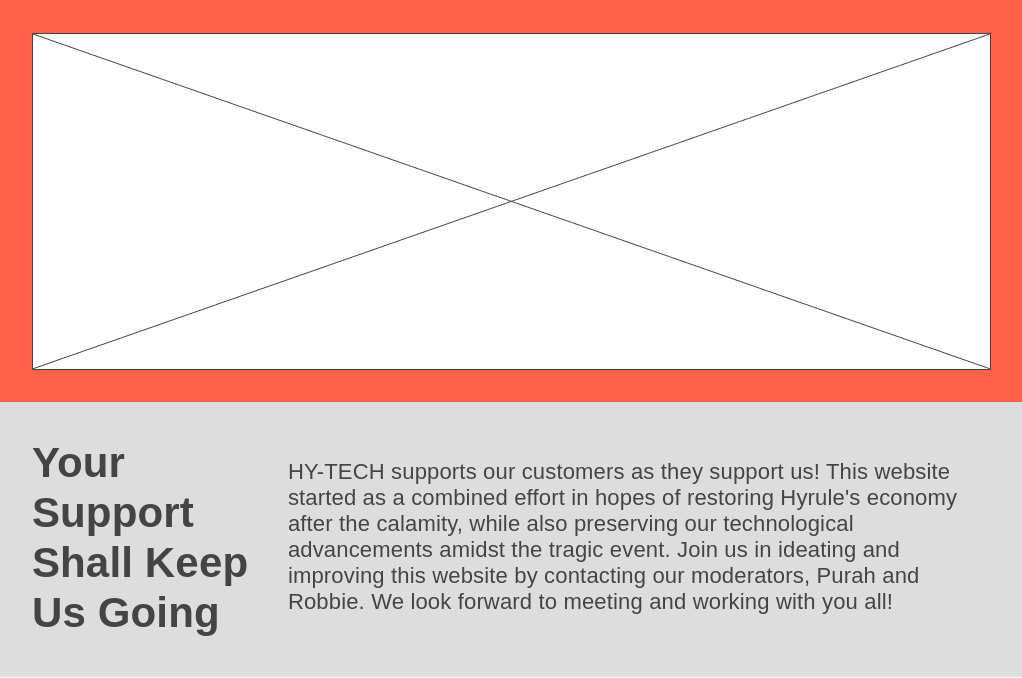 Your
Support
Shall Keep
Us Going
HY-TECH supports our customers as they support us! This website
started as a combined effort in hopes of restoring Hyrule's economy
after the calamity, while also preserving our technological
advancements amidst the tragic event. Join us in ideating and
improving this website by contacting our moderators, Purah and
Robbie. We look forward to meeting and working with you all!